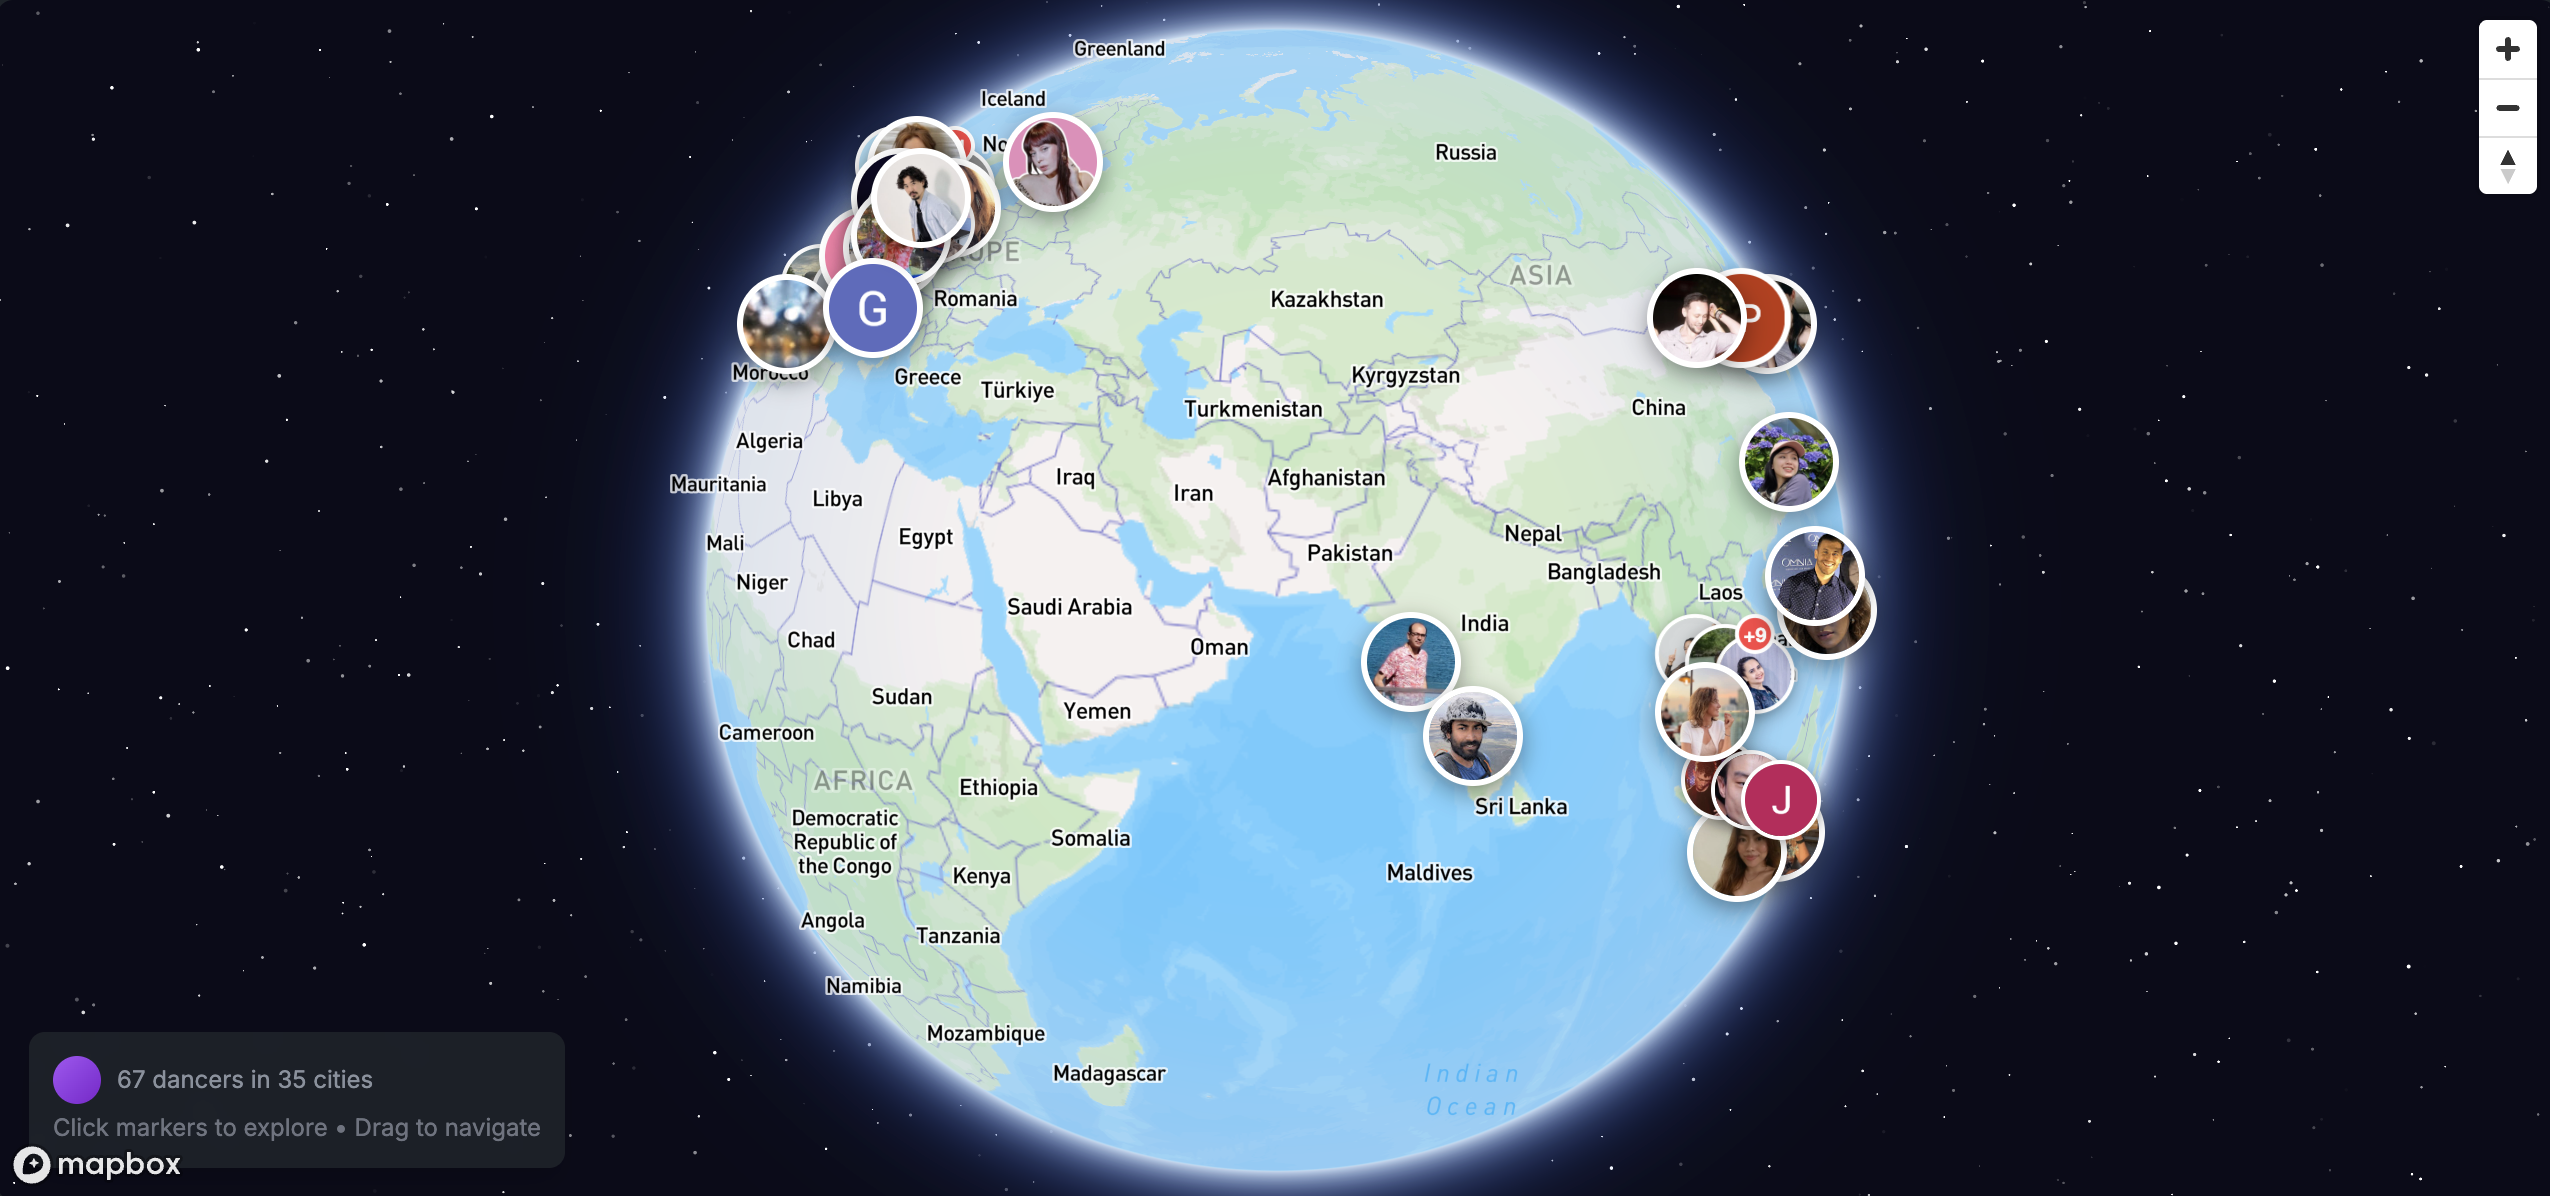 Greenland
Iceland
No
Russia
EUROPE
ASIA
Romania
Kazakhstan
G
P
Morocco
Greece
Türkiye
Kyrgyzstan
Turkmenistan
China
Algeria
Mauritania
Libya
Iraq
Iran
Afghanistan
Egypt
Nepal
Mali
Pakistan
Niger
Bangladesh
OMNIA
Laos
Saudi Arabia
India
Chad
Oman
+9
Sudan
Yemen
Cameroon
AFRICA
Ethiopia
J
Sri Lanka
Democratic
Republic of
the Congo
Somalia
Kenya
Maldives
Angola
Tanzania
Namibia
Mozambique
Madagascar
Indian
Ocean
67 dancers in 35 cities
Click markers to explore • Drag to navigate
mapbox